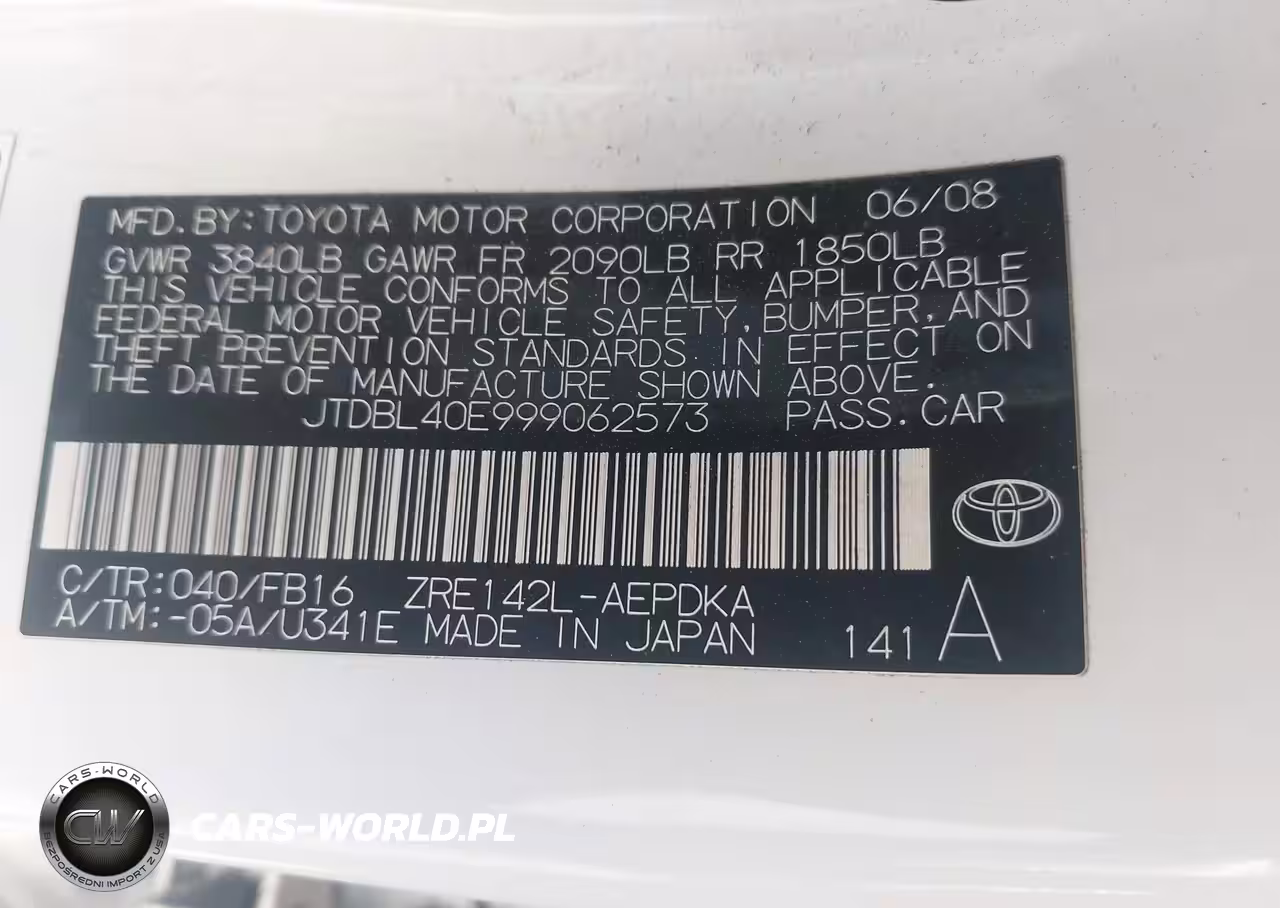 MFD.BY:TOYOTA MOTOR CORPORATION 06/08
GVWR 3840LB GAWR FR 2090LB RR 1850LB
THIS VEHICLE CONFORMS TO ALL APPLICABLE
FEDERAL MOTOR VEHICLE SAFETY, BUMPER, AND
THEFT PREVENTION STANDARDS IN EFFECT ON
THE DATE OF MANUFACTURE SHOWN ABOVE.
JTDBL40E999062573 PASS.CAR
C/TR:040/FB16 ZRE142L-AEPDKA
A/TM:-05A/U341E MADE IN JAPAN 141 A
CARS-WORLD
CW
BEZPOŚREDNI IMPORT Z USA
CARS-WORLD.PL